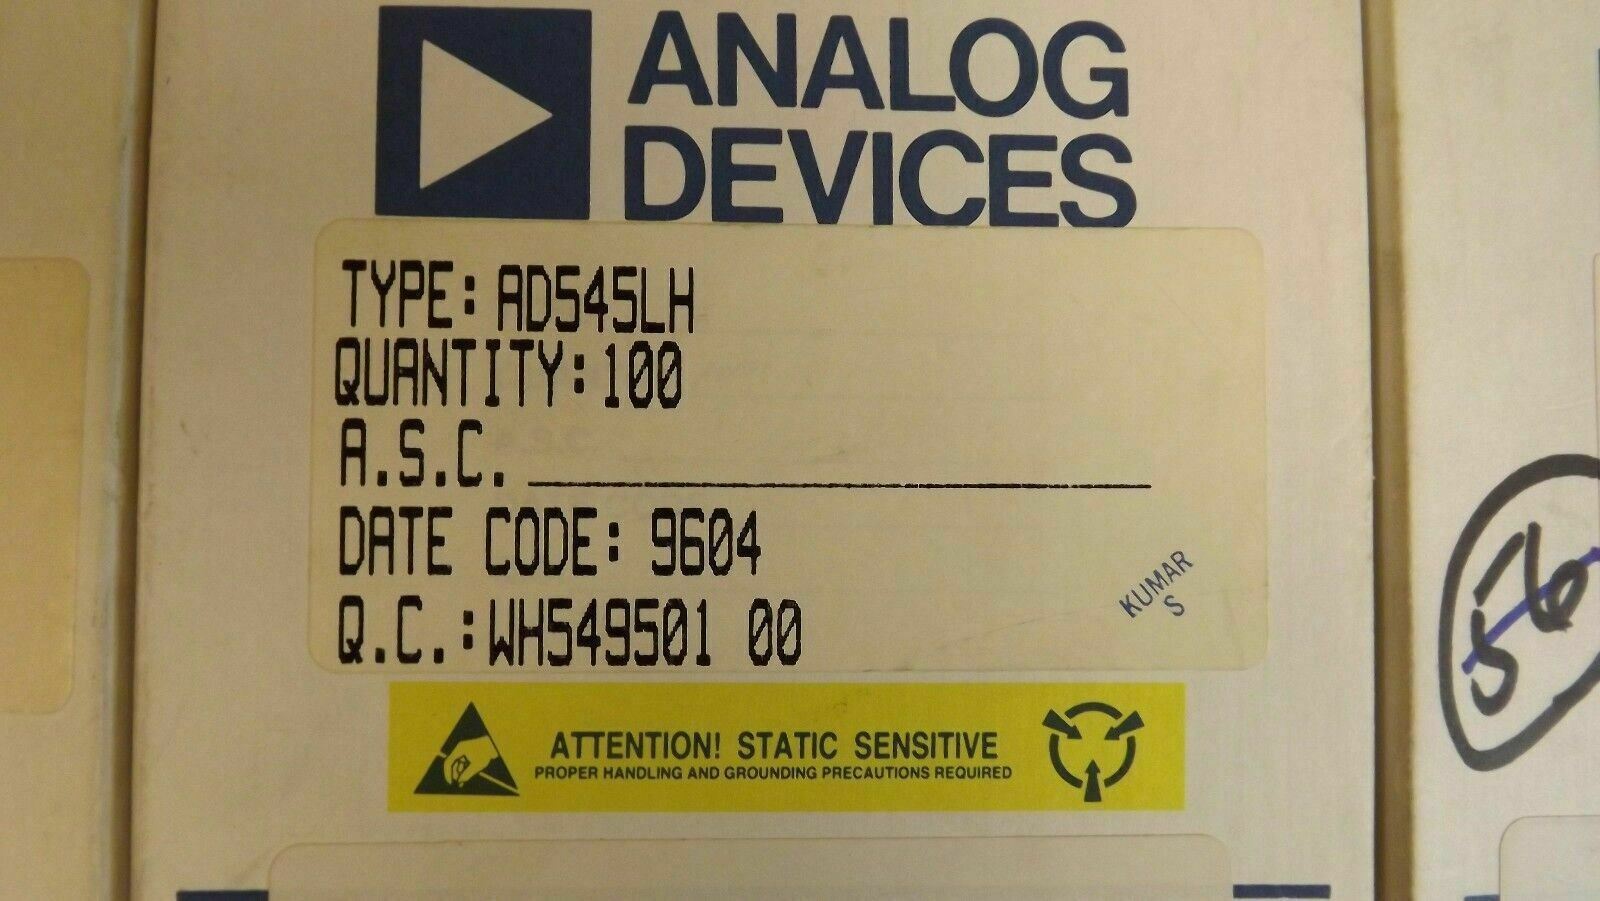 ANALOG
DEVICES
TYPE: AD545LH
QUANTITY: 100
A.S.C.
DATE CODE: 9604
Q.C.: WH549501 00
KUMAR
S
ATTENTION! STATIC SENSITIVE
PROPER HANDLING AND GROUNDING PRECAUTIONS REQUIRED
56